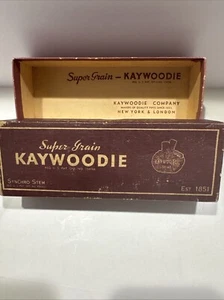 Super-Grain — KAYWOODIE
KAYWOODIE COMPANY
NEW YORK & LONDON
Super-Grain
KAYWOODIE
SYNCHRO STEM
Est. 1851